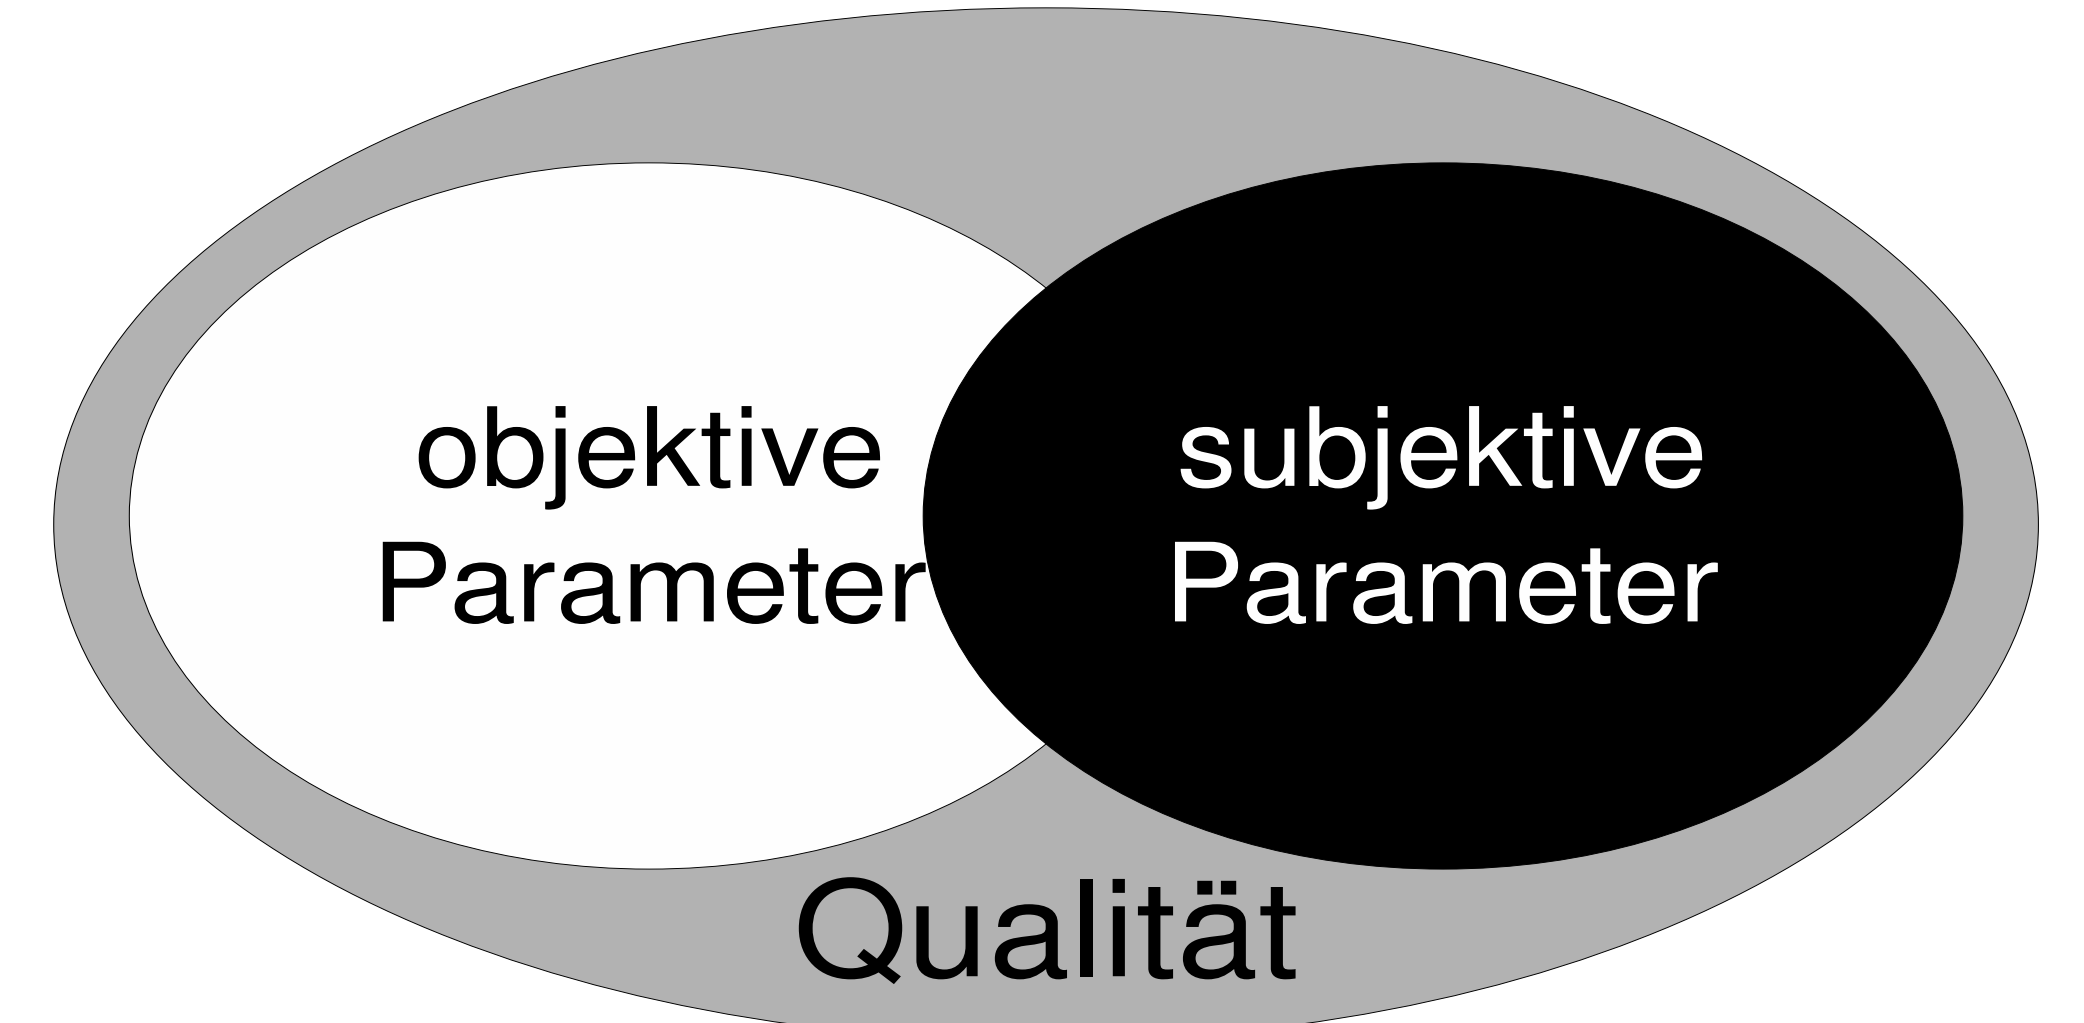 objektive
Parameter
subjektive
Parameter
Qualität